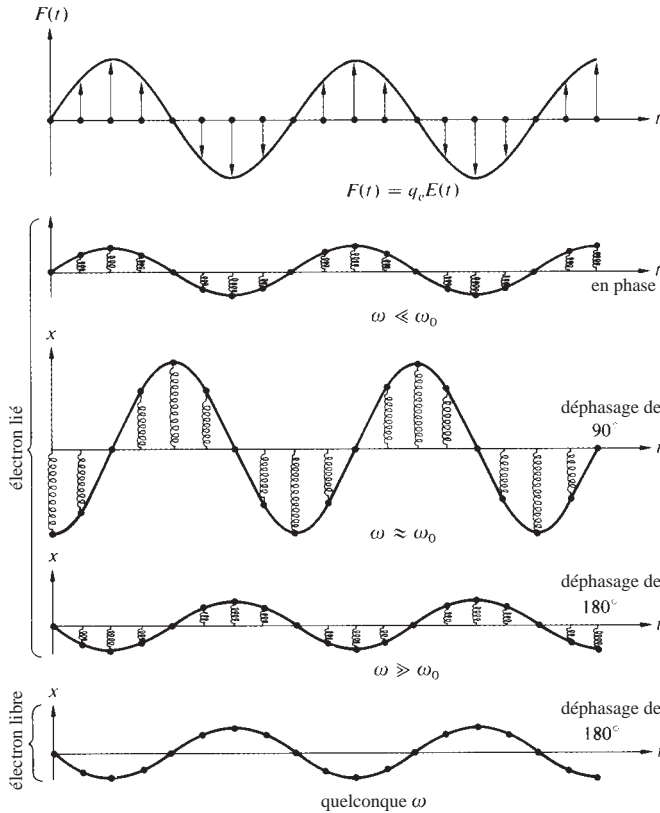 F(t)
t
F(t) = q_e E(t)
t
en phase
ω ≪ ω₀
électron lié
x
déphasage de
90°
t
ω ≈ ω₀
x
déphasage de
180°
t
ω ≫ ω₀
électron libre
x
déphasage de
180°
t
quelconque ω